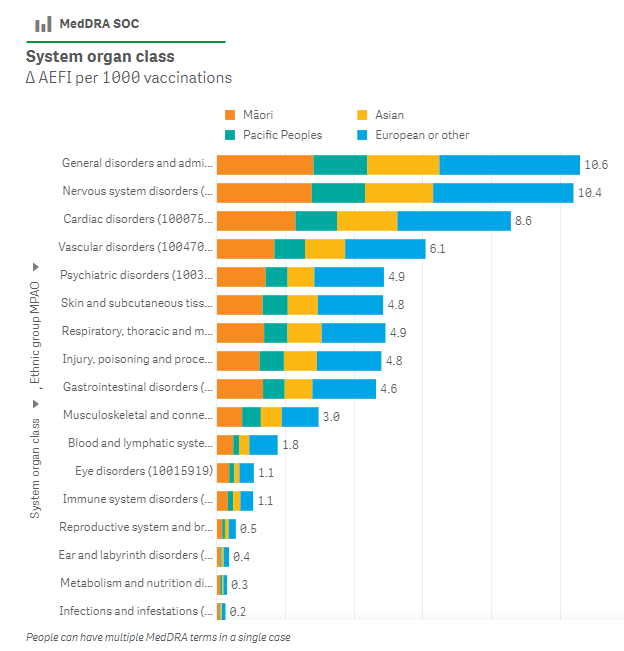 MedDRA SOC
System organ class
Δ AEFI per 1000 vaccinations
Māori
Asian
Pacific Peoples
European or other
General disorders and admi... 10.6
Nervous system disorders (... 10.4
Cardiac disorders (100075... 8.6
Vascular disorders (100470... 6.1
Psychiatric disorders (1003... 4.9
Skin and subcutaneous tiss... 4.8
Respiratory, thoracic and m... 4.9
Injury, poisoning and proce... 4.8
Gastrointestinal disorders (... 4.6
Musculoskeletal and conne... 3.0
Blood and lymphatic syste... 1.8
Eye disorders (10015919) 1.1
Immune system disorders (... 1.1
Reproductive system and br... 0.5
Ear and labyrinth disorders (... 0.4
Metabolism and nutrition di... 0.3
Infections and infestations (... 0.2
System organ class ▶ , Ethnic group MPAO ▶
People can have multiple MedDRA terms in a single case